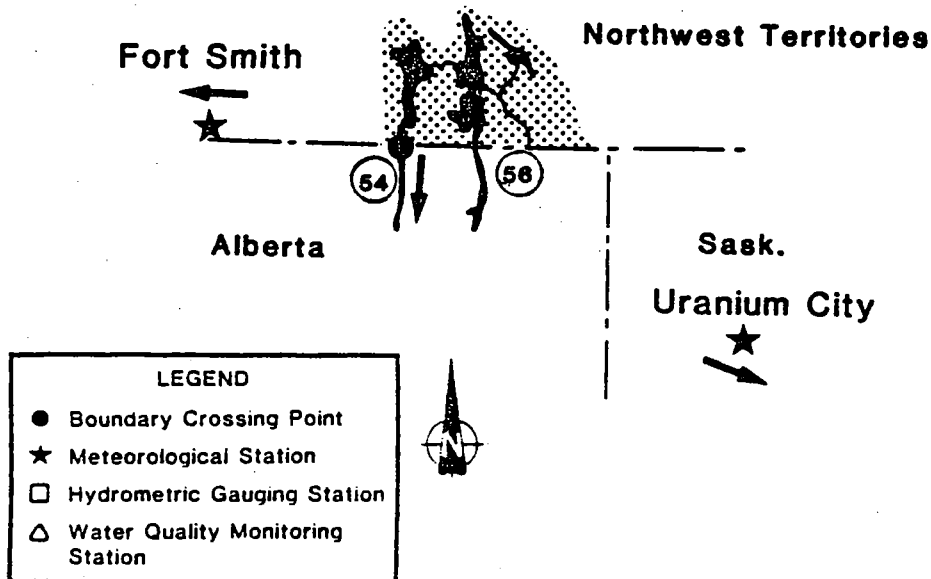 Northwest Territories
Fort Smith
54
56
Alberta
Sask.
Uranium City
LEGEND
Boundary Crossing Point
Meteorological Station
Hydrometric Gauging Station
Water Quality Monitoring
Station
N